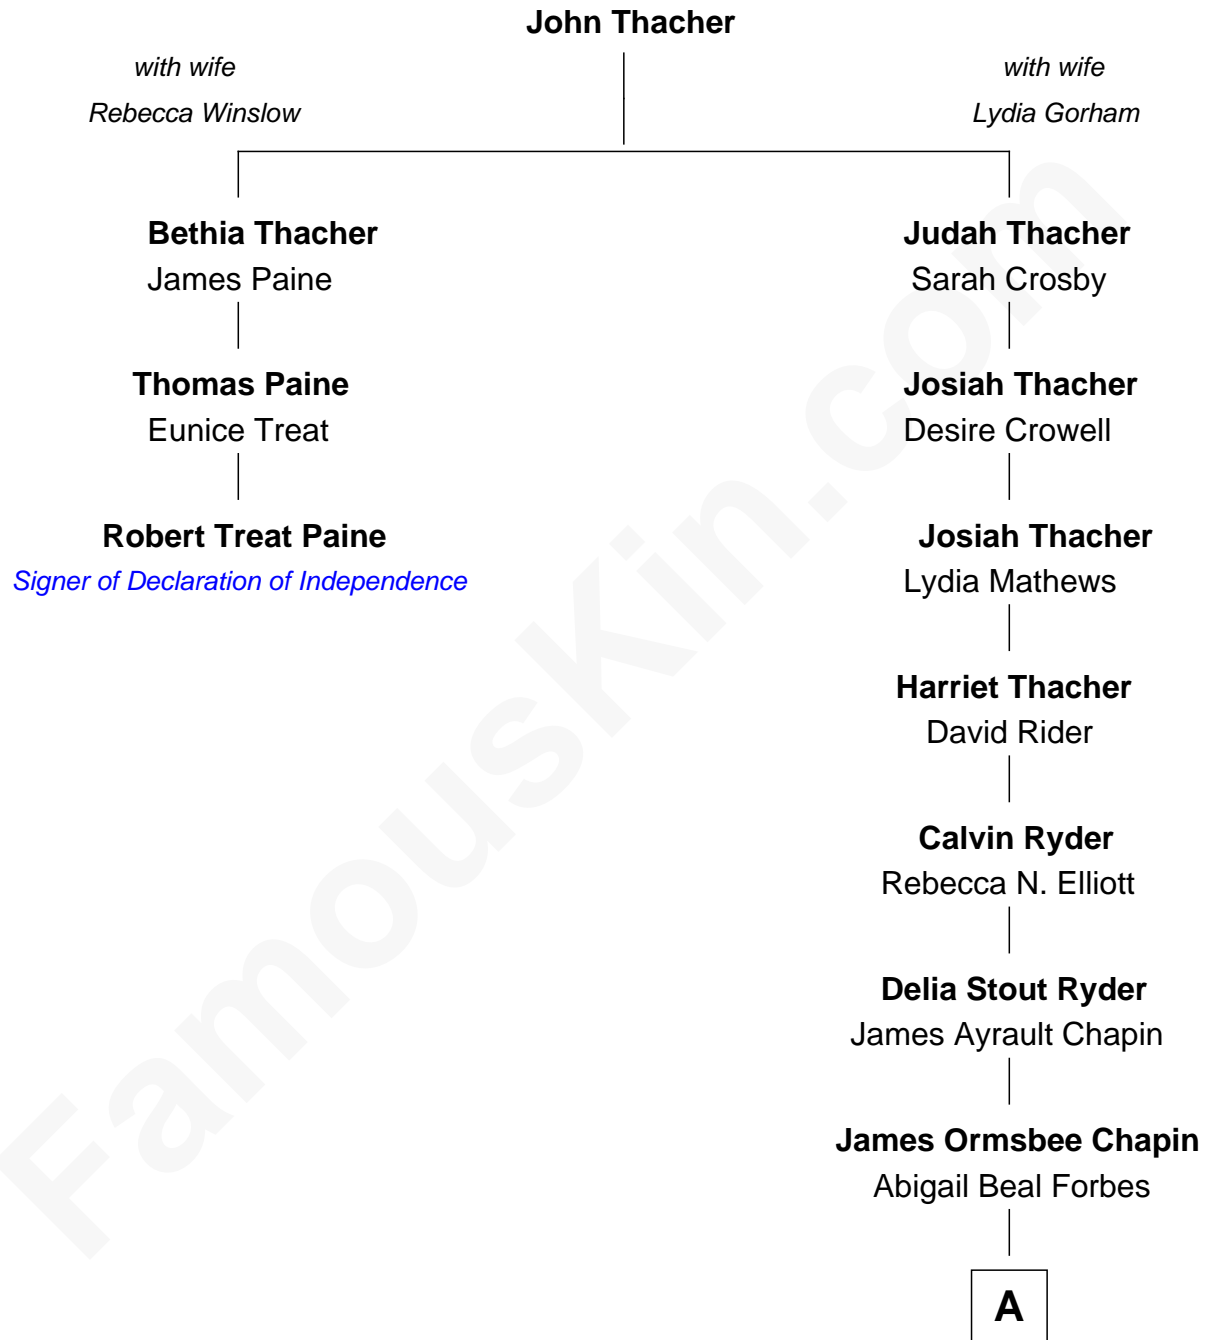 John Thacher
with wife
Rebecca Winslow
with wife
Lydia Gorham
Bethia Thacher
James Paine
Judah Thacher
Sarah Crosby
Thomas Paine
Eunice Treat
Josiah Thacher
Desire Crowell
Robert Treat Paine
Signer of Declaration of Independence
Josiah Thacher
Lydia Mathews
Harriet Thacher
David Rider
Calvin Ryder
Rebecca N. Elliott
Delia Stout Ryder
James Ayrault Chapin
James Ormsbee Chapin
Abigail Beal Forbes
A
FamousKin.com